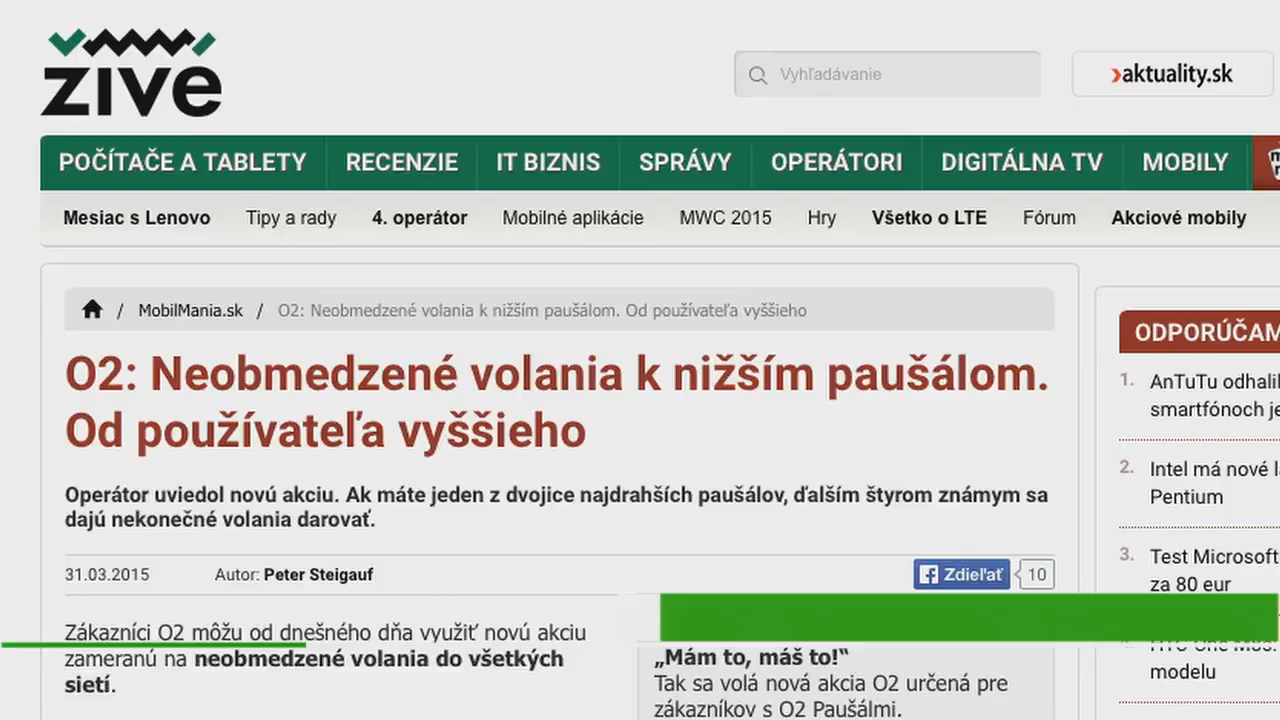 živé
Vyhľadávanie
aktuality.sk
POČÍTAČE A TABLETY RECENZIE IT BIZNIS SPRÁVY OPERÁTORI DIGITÁLNA TV MOBILY
Mesiac s Lenovo Tipy a rady 4. operátor Mobilné aplikácie MWC 2015 Hry Všetko o LTE Fórum Akciové mobily
/ MobilMania.sk / O2: Neobmedzené volania k nižším paušálom. Od používateľa vyššieho
O2: Neobmedzené volania k nižším paušálom.
Od používateľa vyššieho
Operátor uviedol novú akciu. Ak máte jeden z dvojice najdrahších paušálov, ďalším štyrom známym sa
dajú nekonečné volania darovať.
31.03.2015 Autor: Peter Steigauf
Zdieľať 10
Zákazníci O2 môžu od dnešného dňa využiť novú akciu
zameranú na neobmedzené volania do všetkých
sietí.
„Mám to, máš to!“
Tak sa volá nová akcia O2 určená pre
zákazníkov s O2 Paušálmi.
ODPORÚČAM
1. AnTuTu odhalil
smartfónoch je
2. Intel má nové
Pentium
3. Test Microsoft
za 80 eur
modelu